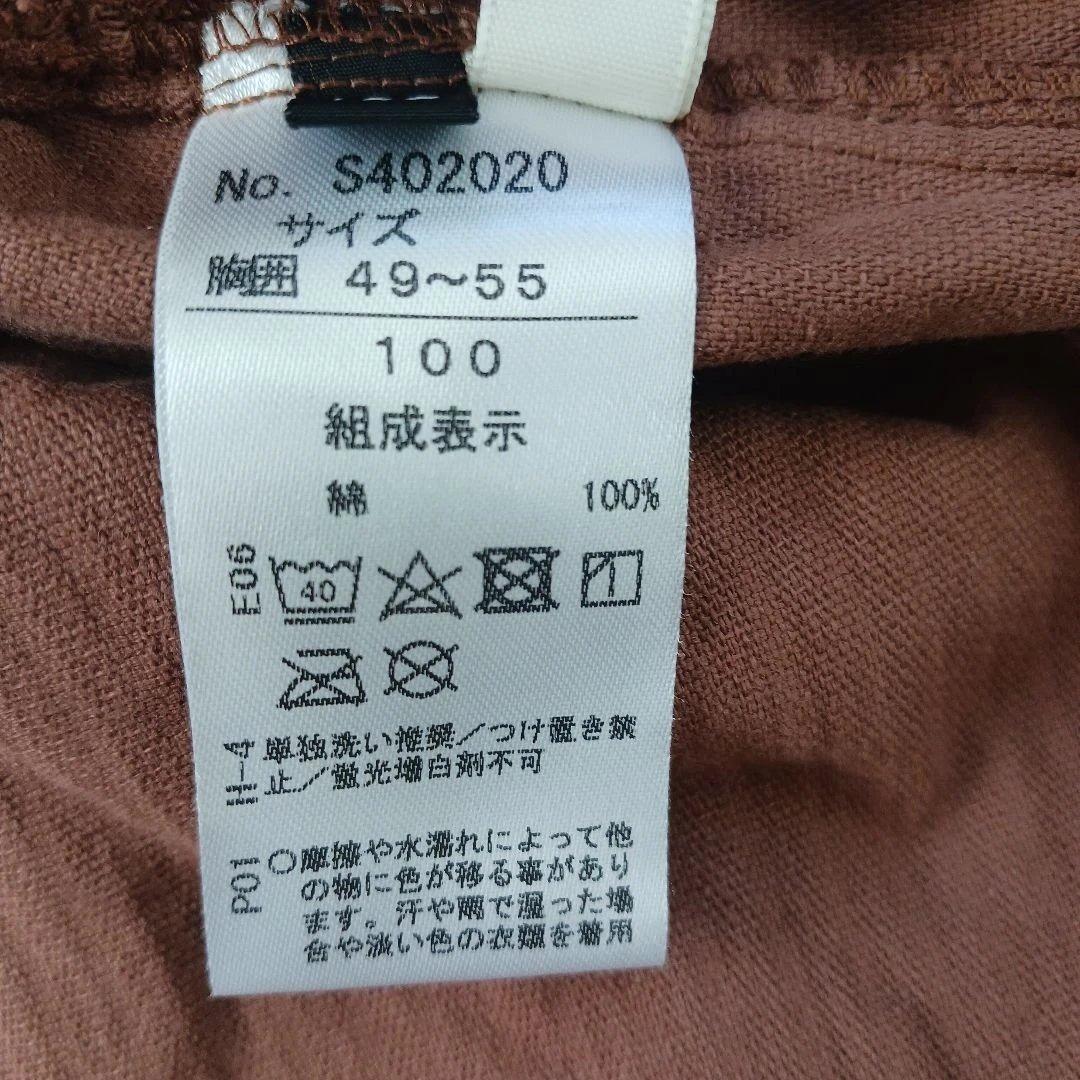 No. S402020
サイズ
胸囲 49〜55
100
組成表示
綿 100%
E06
40
1
H-4
単独洗い推奨／つけ置き禁
止／蛍光増白剤不可
P01
○摩擦や水濡れによって他
の物に色が移る事があり
ます。汗や雨で湿った場
合や淡い色の衣類を着用